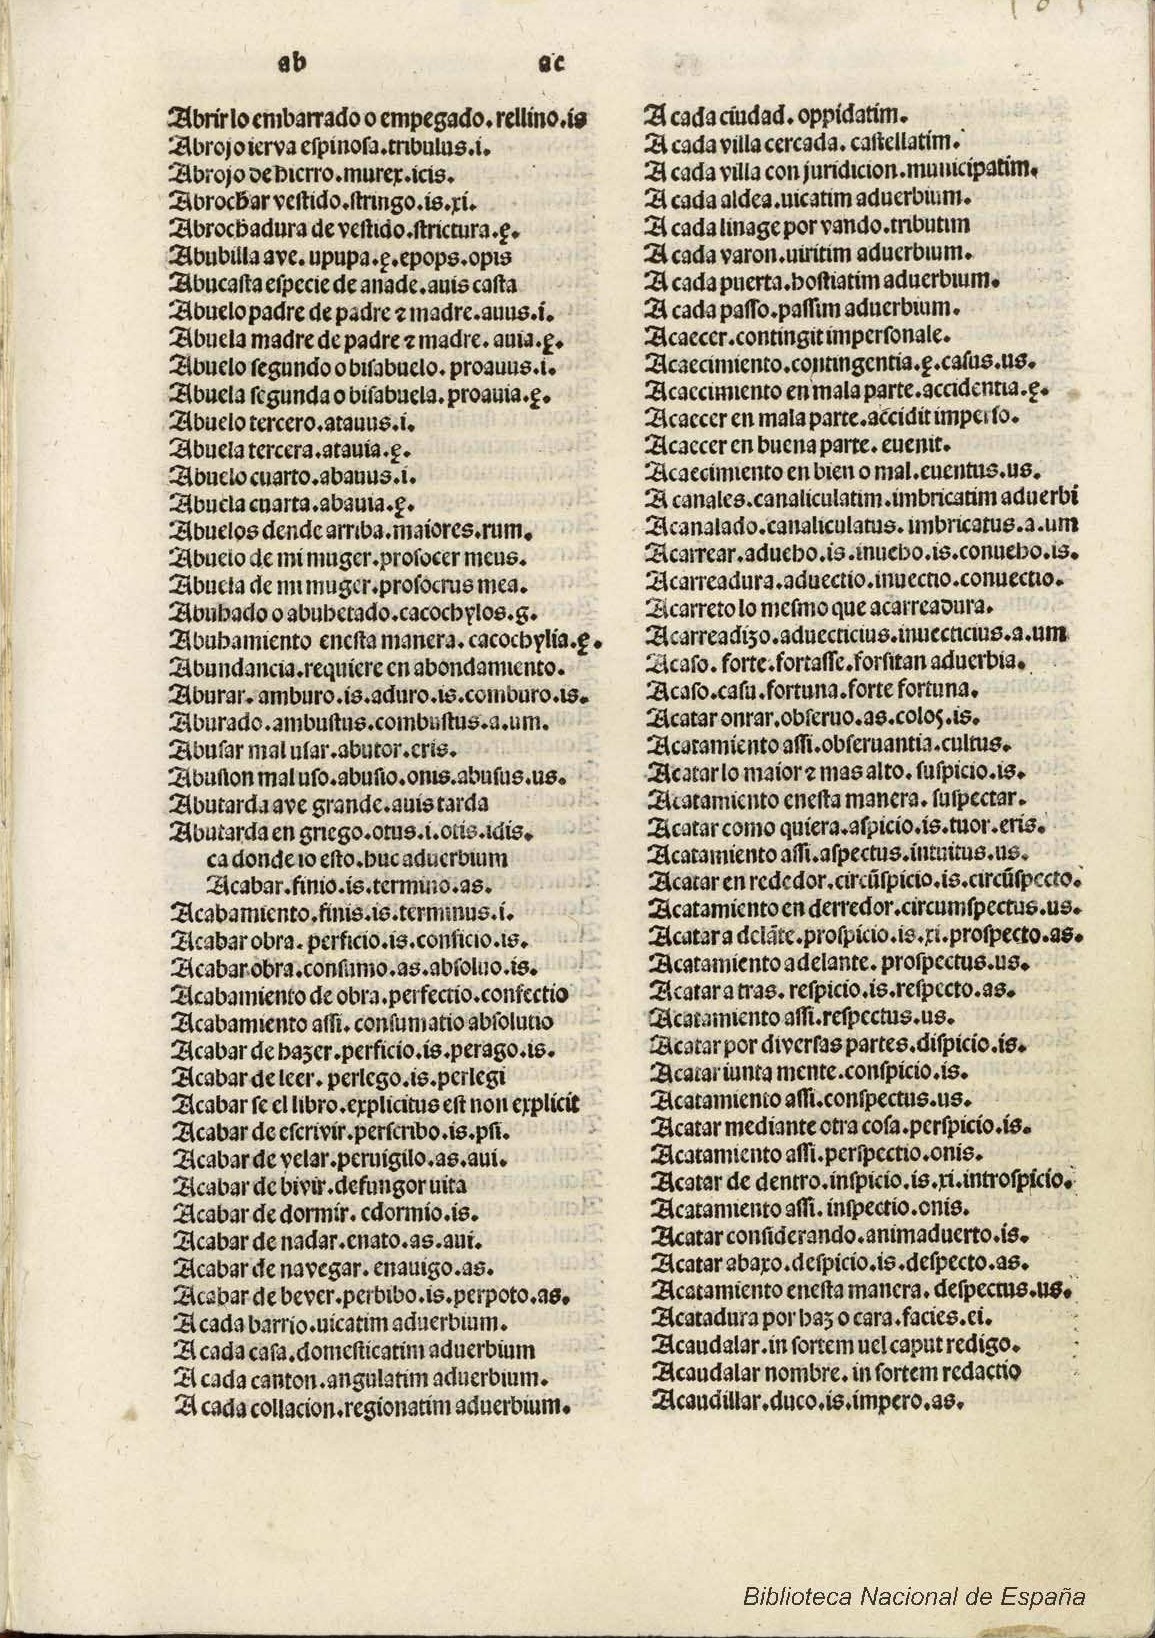 ab
ac
Abrir lo embarrado o empegado. rellino.is
Abrojo ierva espinosa.tribulus.i.
Abrojo de hierro.murex.icis.
Abrochar vestido.stringo.is.xi.
Abrochadura de vestido.strictura.ę.
Abubilla ave. upupa.ę.epops.opis
Abucasta especie de anade.auis casta
Abuelo padre de padre ⁊ madre.auus.i.
Abuela madre de padre ⁊ madre. auia.ę.
Abuelo segundo o bisabuelo. proauus.i.
Abuela segunda o bisabuela.proauia.ę.
Abuelo tercero.atauus.i.
Abuela tercera.atauia.ę.
Abuelo cuarto.abauus.i.
Abuela cuarta.abauia.ę.
Abuelos dende arriba.maiores.rum.
Abuelo de mi muger.prosocer meus.
Abuela de mi muger.prosocrus mea.
Abuhado o abuhetado.cacochylos.g.
Abuhamiento enesta manera. cacochylia.ę.
Abundancia.requiere en abondamiento.
Aburar. amburo.is.aduro.is.comburo.is.
Aburado.ambustus.combustus.a.um.
Abusar mal usar.abutor.eris.
Abusion mal uso.abusio.onis.abusus.us.
Abutarda ave grande.auis tarda
Abutarda en griego.otus.i.otis.idis.
ca donde io esto.huc aduerbium
Acabar.finio.is.termino.as.
Acabamiento.finis.is.terminus.i.
Acabar obra. perficio.is.conficio.is.
Acabar obra.consumo.as.absoluo.is.
Acabamiento de obra.perfectio.confectio
Acabamiento assi. consumatio absolutio
Acabar de hazer.perficio.is.perago.is.
Acabar de leer. perlego.is.perlegi
Acabar se el libro.explicitus est non explicit
Acabar de escrivir.perscribo.is.psi.
Acabar de velar.peruigilo.as.aui.
Acabar de bivir.defungor uita
Acabar de dormir. edormio.is.
Acabar de nadar.enato.as.aui.
Acabar de navegar. enauigo.as.
Acabar de bever.perbibo.is.perpoto.as.
A cada barrio.uicatim aduerbium.
A cada casa.domesticatim aduerbium
A cada canton.angulatim aduerbium.
A cada collacion.regionatim aduerbium.
A cada ciudad. oppidatim.
A cada villa cercada. castellatim.
A cada villa con juridicion.municipatim.
A cada aldea.uicatim aduerbium.
A cada linage por vando.tributim
A cada varon.uiritim aduerbium.
A cada puerta.hostiatim aduerbium.
A cada passo.passim aduerbium.
Acaecer.contingit impersonale.
Acaecimiento.contingentia.ę.casus.us.
Acaecimiento en mala parte.accidentia.ę.
Acaecer en mala parte.accidit imperso.
Acaecer en buena parte. euenit.
Acaecimiento en bien o mal.euentus.us.
A canales.canaliculatim.imbricatim aduerbi
Acanalado.canaliculatus. imbricatus.a.um
Acarrear.adueho.is.inueho.is.conueho.is.
Acarreadura.aduectio.inuectio.conuectio.
Acarreto lo mesmo que acarreadura.
Acarreadizo.aduecticius.inuecticius.a.um
Acaso. forte.fortasse.forsitan aduerbia.
Acaso.casu.fortuna.forte fortuna.
Acatar onrar.obseruo.as.colo.is.
Acatamiento assi.obseruantia.cultus.
Acatar lo maior ⁊ mas alto. suspicio.is.
Acatamiento enesta manera. suspectar.
Acatar como quiera.aspicio.is.tuor.eris.
Acatamiento assi.aspectus.intuitus.us.
Acatar en rededor.circũspicio.is.circũspecto.
Acatamiento en derredor.circumspectus.us.
Acatar a delãte.prospicio.is.xi.prospecto.as.
Acatamiento adelante. prospectus.us.
Acatar a tras. respicio.is.respecto.as.
Acatamiento assi.respectus.us.
Acatar por diversas partes.dispicio.is.
Acatar iunta mente.conspicio.is.
Acatamiento assi.conspectus.us.
Acatar mediante otra cosa.perspicio.is.
Acatamiento assi.perspectio.onis.
Acatar de dentro.inspicio.is.xi.introspicio.
Acatamiento assi. inspectio.onis.
Acatar considerando.animaduerto.is.
Acatar abaxo.despicio.is.despecto.as.
Acatamiento enesta manera. despectus.us.
Acatadura por haz o cara.facies.ei.
Acaudalar.in sortem uel caput redigo.
Acaudalar nombre. in sortem redactio
Acaudillar.duco.is.impero.as.
Biblioteca Nacional de España